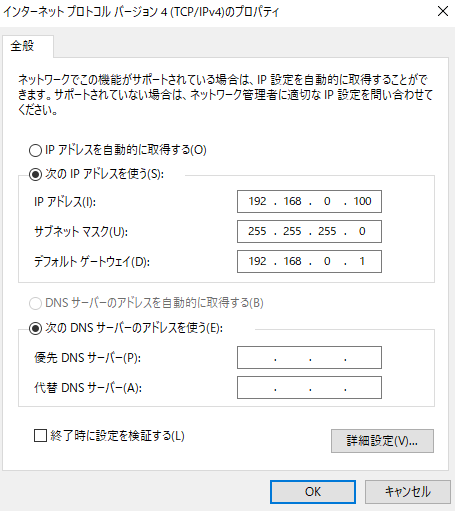 インターネット プロトコル バージョン 4 (TCP/IPv4)のプロパティ
全般
ネットワークでこの機能がサポートされている場合は、IP 設定を自動的に取得することがで
きます。サポートされていない場合は、ネットワーク管理者に適切な IP 設定を問い合わせて
ください。
IP アドレスを自動的に取得する(O)
次の IP アドレスを使う(S):
IP アドレス(I): 192 . 168 . 0 . 100
サブネット マスク(U): 255 . 255 . 255 . 0
デフォルト ゲートウェイ(D): 192 . 168 . 0 . 1
DNS サーバーのアドレスを自動的に取得する(B)
次の DNS サーバーのアドレスを使う(E):
優先 DNS サーバー(P): . . .
代替 DNS サーバー(A): . . .
終了時に設定を検証する(L)
詳細設定(V)...
OK キャンセル